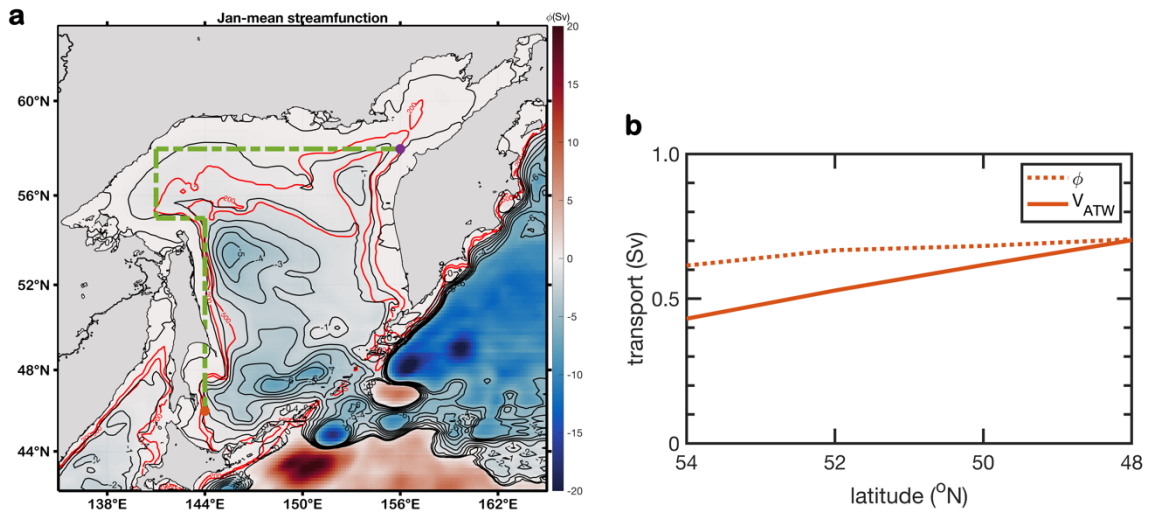 a
Jan-mean streamfunction
ϕ(Sv)
60°N
56°N
52°N
48°N
44°N
138°E
144°E
150°E
156°E
162°E
20
15
10
5
0
-5
-10
-15
-20
200
b
ϕ
V_ATW
1.0
0.5
0
transport (Sv)
54
52
50
48
latitude (°N)